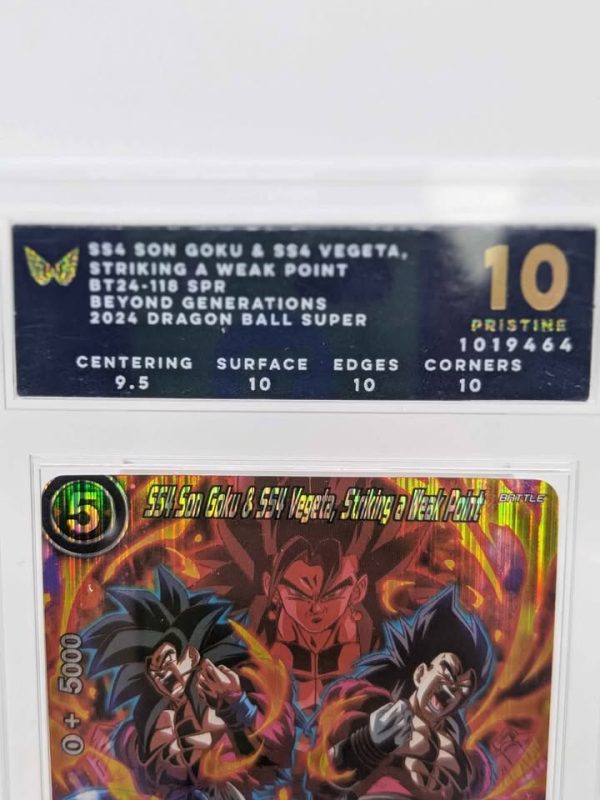 SS4 SON GOKU & SS4 VEGETA,
STRIKING A WEAK POINT
BT24-118 SPR
BEYOND GENERATIONS
2024 DRAGON BALL SUPER
10
PRISTINE
1019464
CENTERING SURFACE EDGES CORNERS
9.5 10 10 10
5
SS4 Son Goku & SS4 Vegeta, Striking a Weak Point
BATTLE
0 + 5000